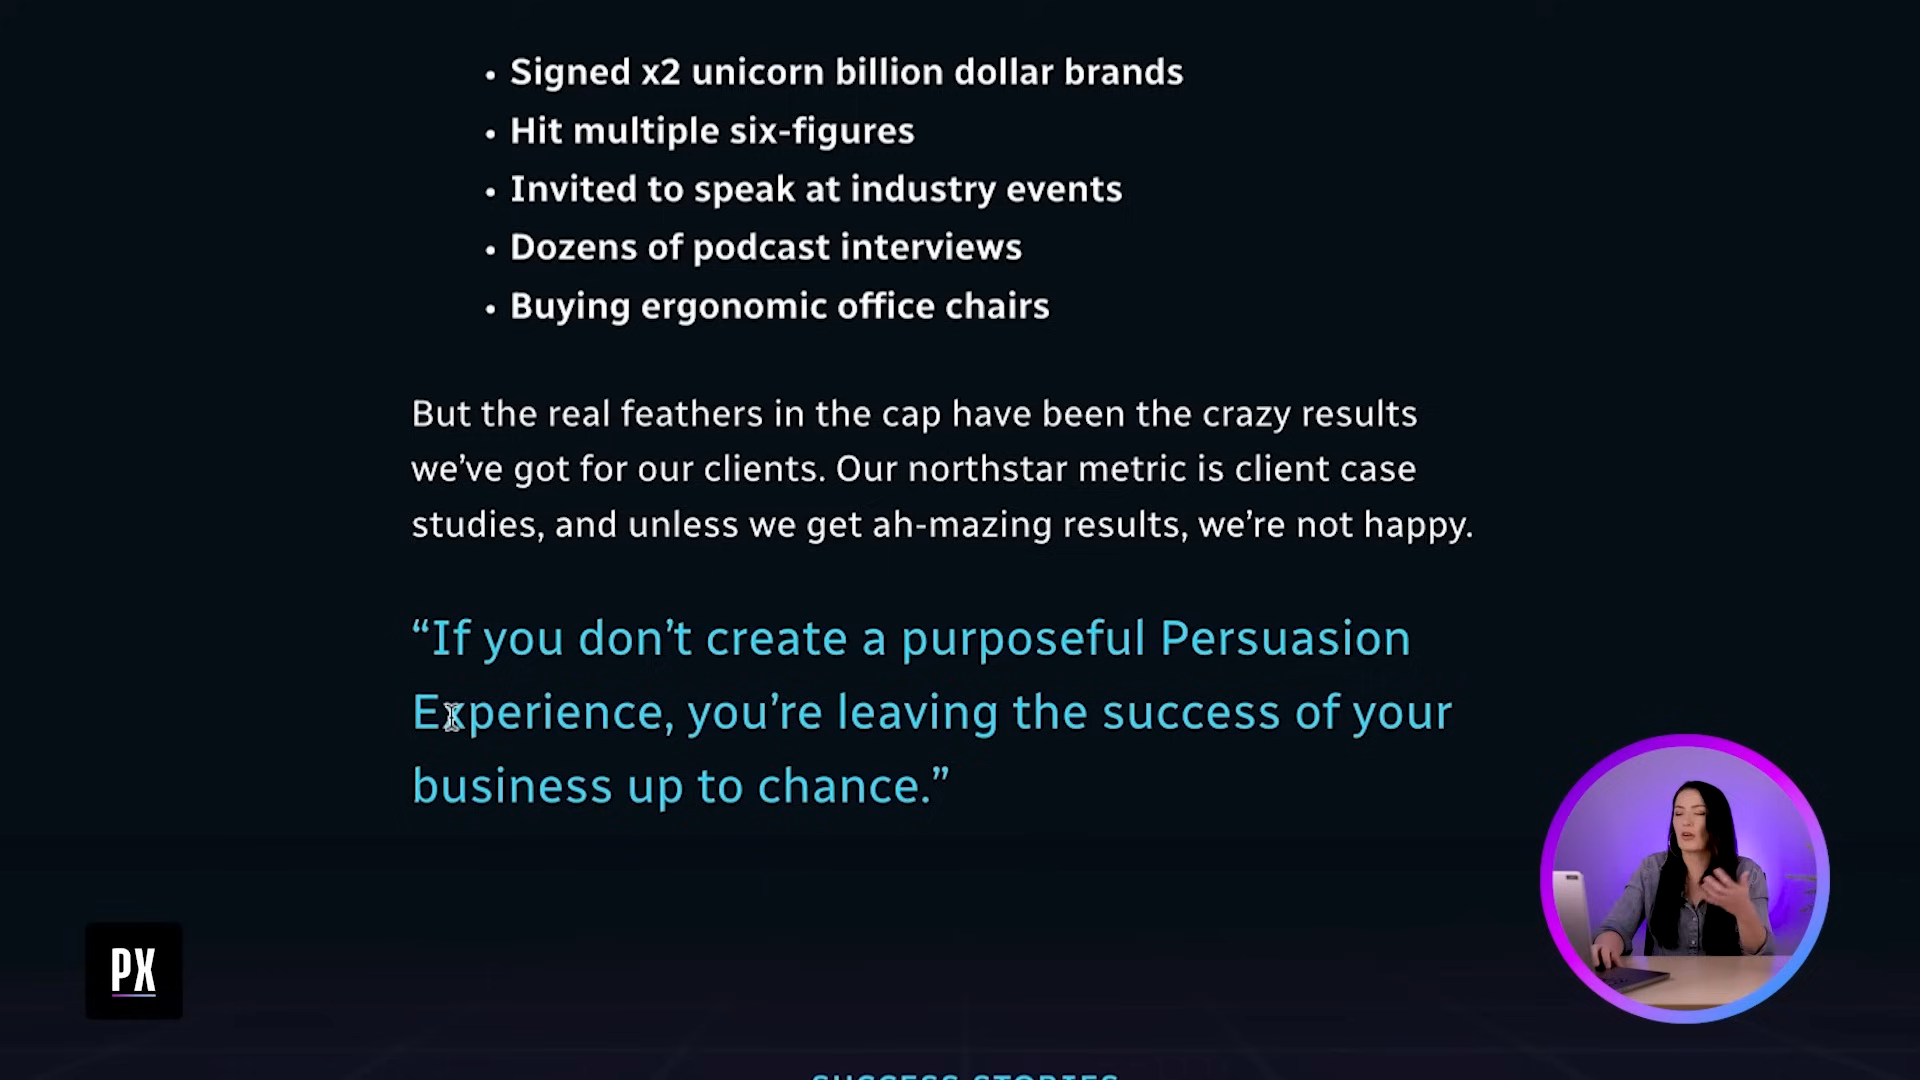 • Signed x2 unicorn billion dollar brands
• Hit multiple six-figures
• Invited to speak at industry events
• Dozens of podcast interviews
• Buying ergonomic office chairs
But the real feathers in the cap have been the crazy results
we’ve got for our clients. Our northstar metric is client case
studies, and unless we get ah-mazing results, we’re not happy.
“If you don’t create a purposeful Persuasion
Experience, you’re leaving the success of your
business up to chance.”
PX
SUCCESS STORIES